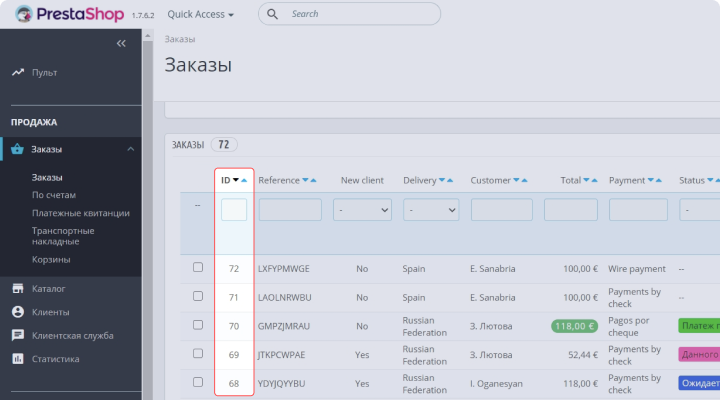 PrestaShop 1.7.6.2 Quick Access Search
Заказы
Заказы
Пульт
ПРОДАЖА
Заказы
Заказы
По счетам
Платежные квитанции
Транспортные
накладные
Корзины
Каталог
Клиенты
Клиентская служба
Статистика
ЗАКАЗЫ 72
ID Reference New client Delivery Customer Total Payment Status
-- - - -
72 LXFYPMWGE No Spain E. Sanabria 100,00 € Wire payment --
71 LAOLNRWBU No Spain E. Sanabria 100,00 € Payments by
check --
70 GMPZJMRAU No Russian
Federation З. Лютова 118,00 € Pagos por
cheque Платеж
69 JTKPCWPAE Yes Russian
Federation З. Лютова 52,44 € Payments by
check Данного
68 YDYJQYYBU Yes Russian
Federation I. Oganesyan 118,00 € Payments by
check Ожидает